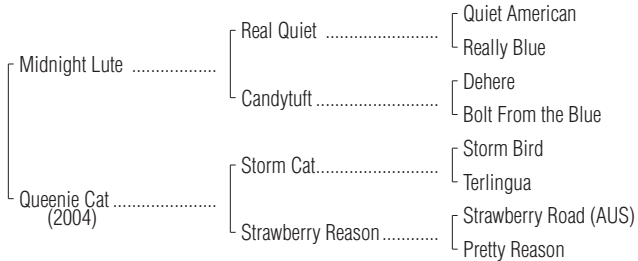 Quiet American
Real Quiet ..................
Really Blue
Midnight Lute ..................
Dehere
Candytuft ..........................
Bolt From the Blue
Storm Bird
Storm Cat..........................
Terlingua
Queenie Cat ......................
(2004)
Strawberry Road (AUS)
Strawberry Reason ............
Pretty Reason